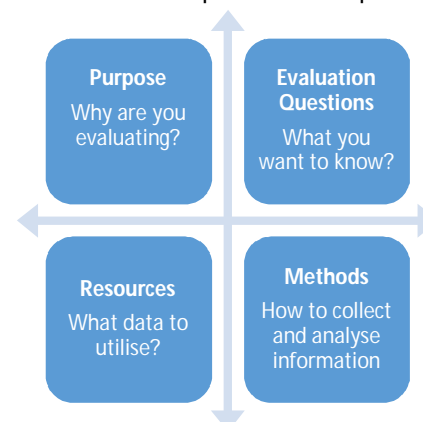 Purpose
Why are you
evaluating?
Evaluation
Questions
What you
want to know?
Resources
What data to
utilise?
Methods
How to collect
and analyse
information